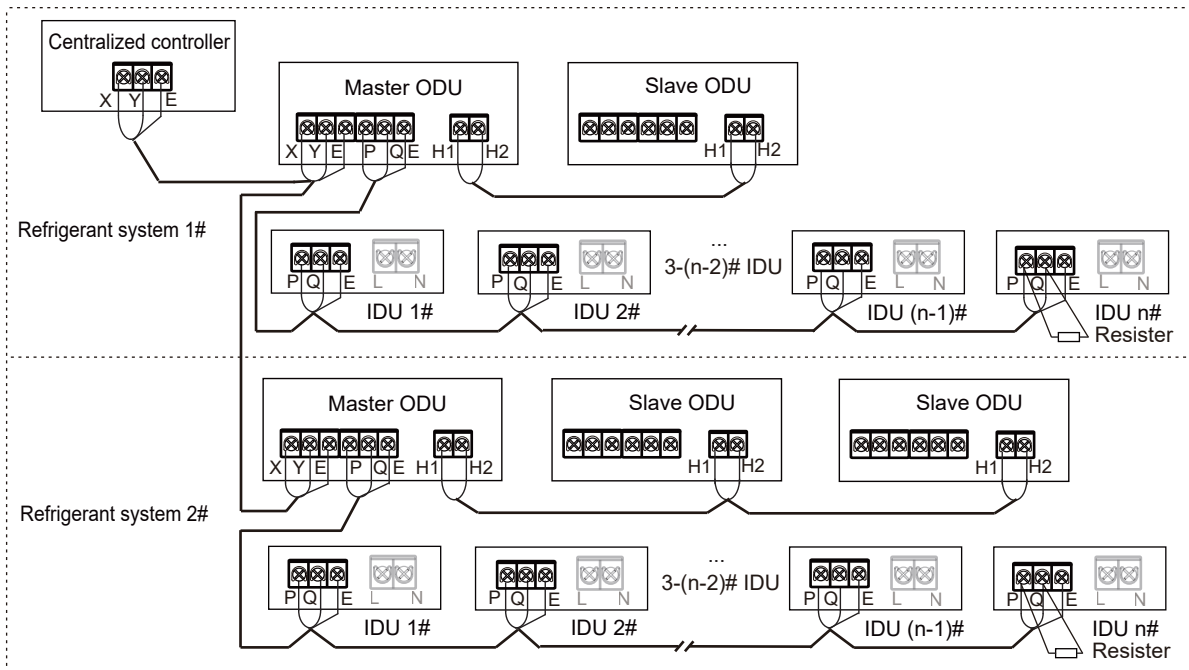 Centralized controller
X Y E
Master ODU
X Y E P Q E H1 H2
Slave ODU
H1 H2
Refrigerant system 1#
P Q E L N
IDU 1#
P Q E L N
IDU 2#
...
3-(n-2)# IDU
P Q E L N
IDU (n-1)#
P Q E L N
IDU n#
Resister
Master ODU
X Y E P Q E H1 H2
Slave ODU
H1 H2
Slave ODU
H1 H2
Refrigerant system 2#
P Q E L N
IDU 1#
P Q E L N
IDU 2#
...
3-(n-2)# IDU
P Q E L N
IDU (n-1)#
P Q E L N
IDU n#
Resister